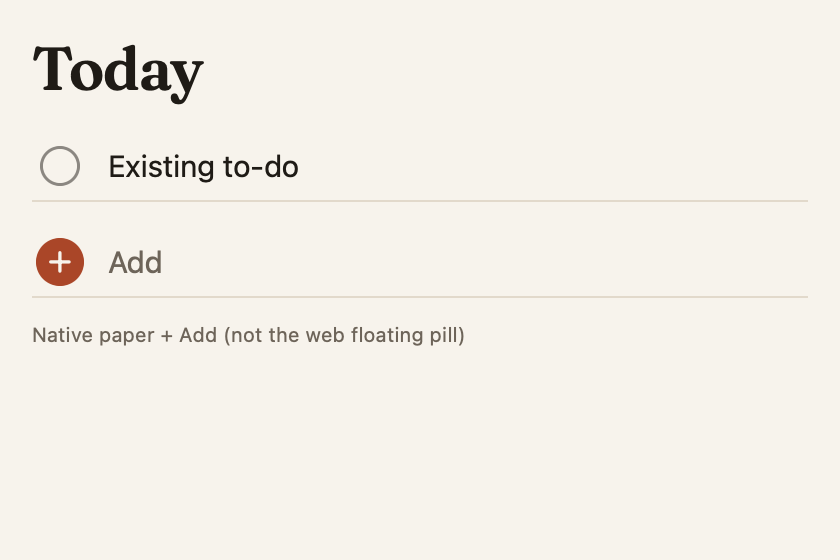 Today
Existing to-do
Add
Native paper + Add (not the web floating pill)